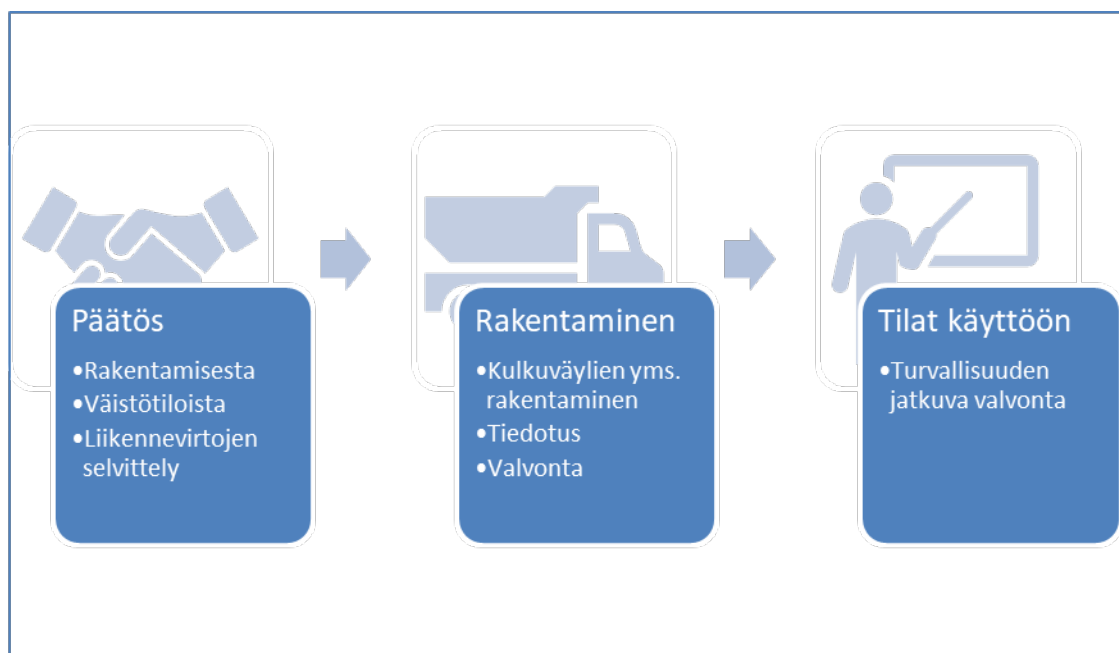 Päätös
•Rakentamisesta
•Väistötiloista
•Liikennevirtojen
selvittely
Rakentaminen
•Kulkuväylien yms.
rakentaminen
•Tiedotus
•Valvonta
Tilat käyttöön
•Turvallisuuden
jatkuva valvonta